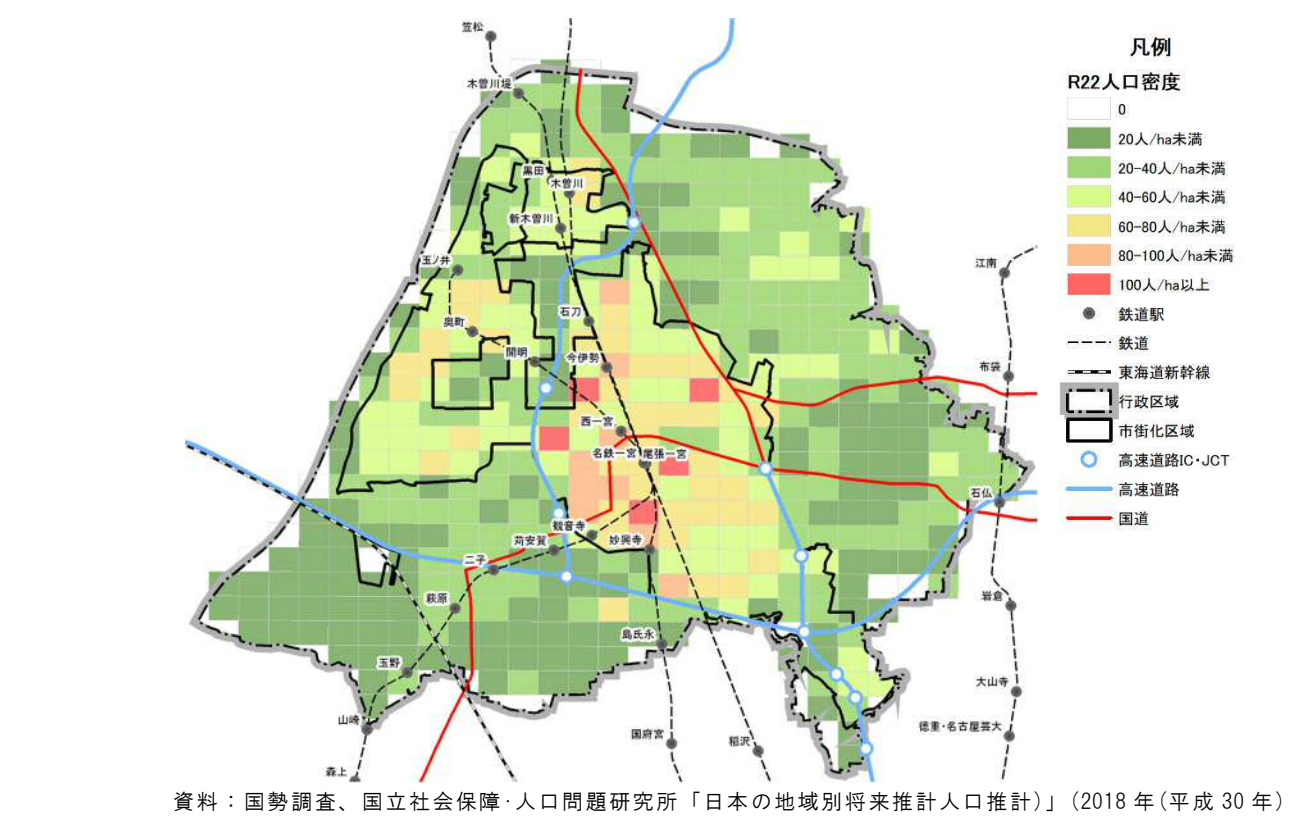 笠松
木曽川堤
黒田
木曽川
新木曽川
玉ノ井
江南
石刀
奥町
開明
今伊勢
布袋
西一宮
名鉄一宮
尾張一宮
石仏
観音寺
苅安賀
妙興寺
二子
萩原
岩倉
島氏永
玉野
大山寺
山崎
国府宮
稲沢
徳重・名古屋芸大
森上
凡例
R22人口密度
0
20人/ha未満
20-40人/ha未満
40-60人/ha未満
60-80人/ha未満
80-100人/ha未満
100人/ha以上
鉄道駅
鉄道
東海道新幹線
行政区域
市街化区域
高速道路IC・JCT
高速道路
国道
資料：国勢調査、国立社会保障・人口問題研究所「日本の地域別将来推計人口推計)」(2018年(平成30年)